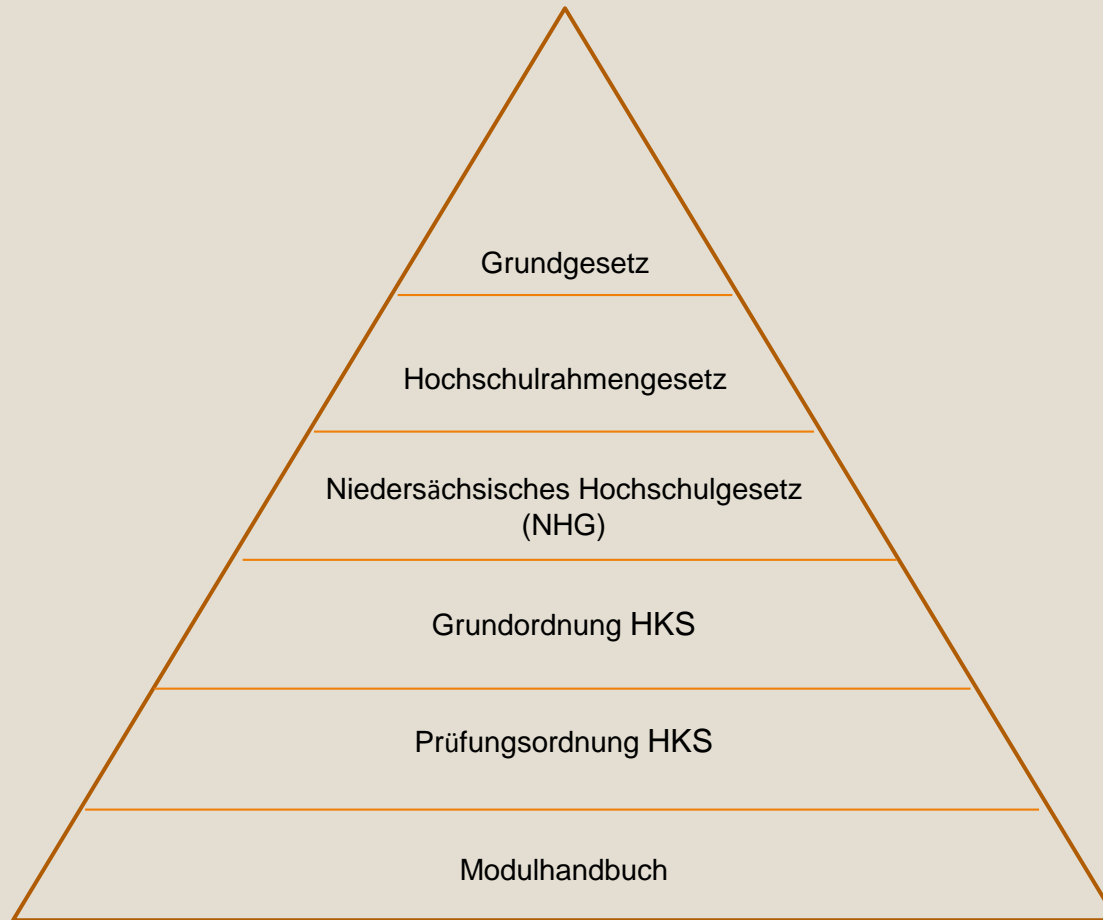 Grundgesetz
Hochschulrahmengesetz
Niedersächsisches Hochschulgesetz
(NHG)
Grundordnung HKS
Prüfungsordnung HKS
Modulhandbuch